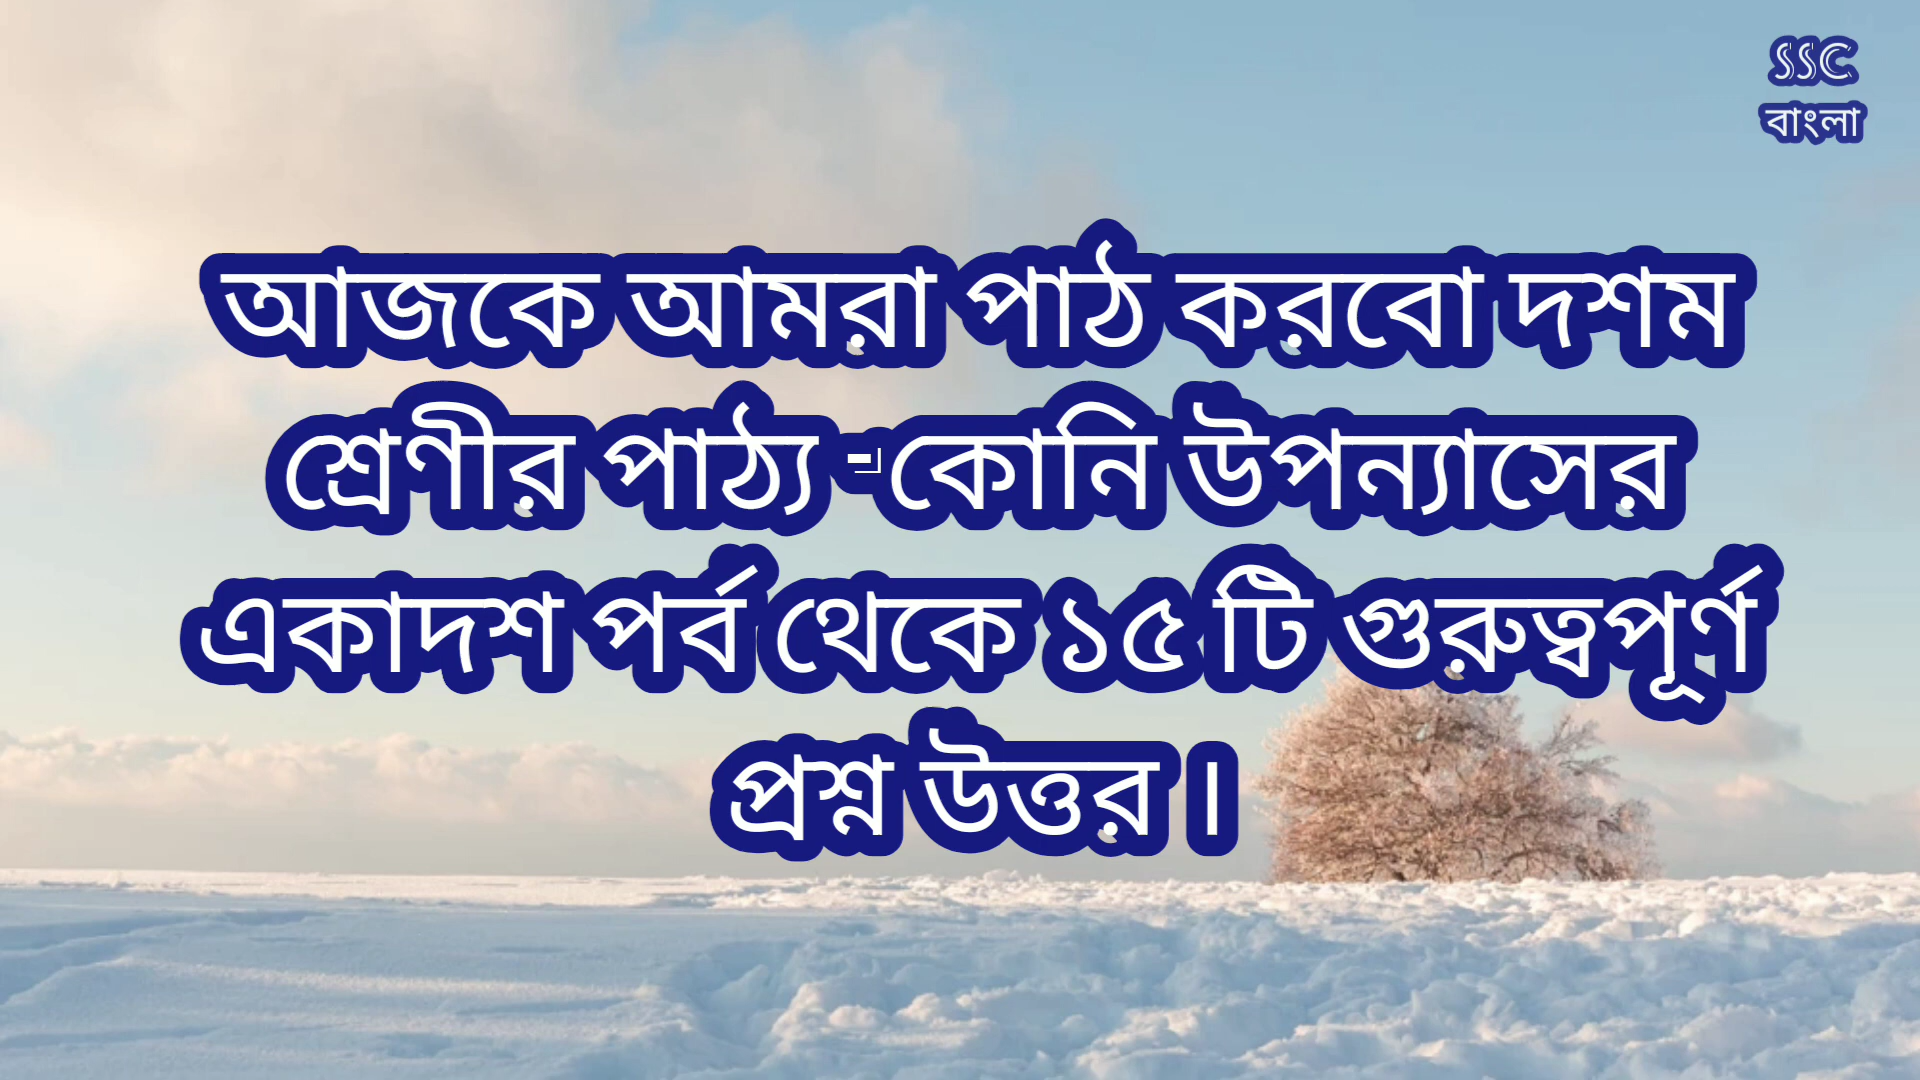 SSC
বাংলা
আজকে আমরা পাঠ করবো দশম
শ্রেণীর পাঠ্য -কোনি উপন্যাসের
একাদশ পর্ব থেকে ১৫ টি গুরুত্বপূর্ণ
প্রশ্ন উত্তর।